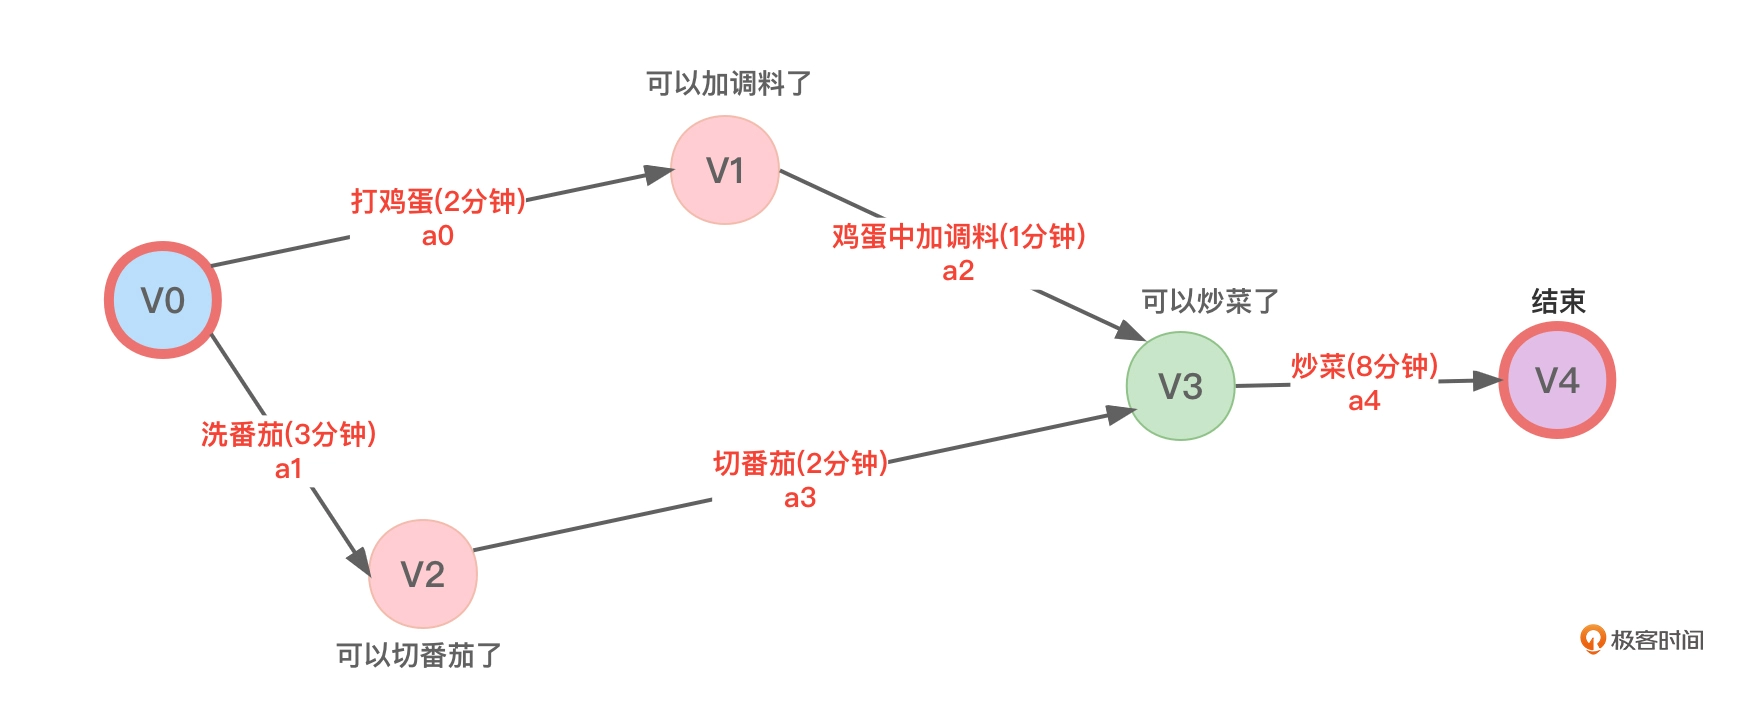 可以加调料了
V1
打鸡蛋(2分钟)
a0
鸡蛋中加调料(1分钟)
a2
V0
可以炒菜了
结束
V3
炒菜(8分钟)
a4
V4
洗番茄(3分钟)
a1
切番茄(2分钟)
a3
V2
可以切番茄了
极客时间